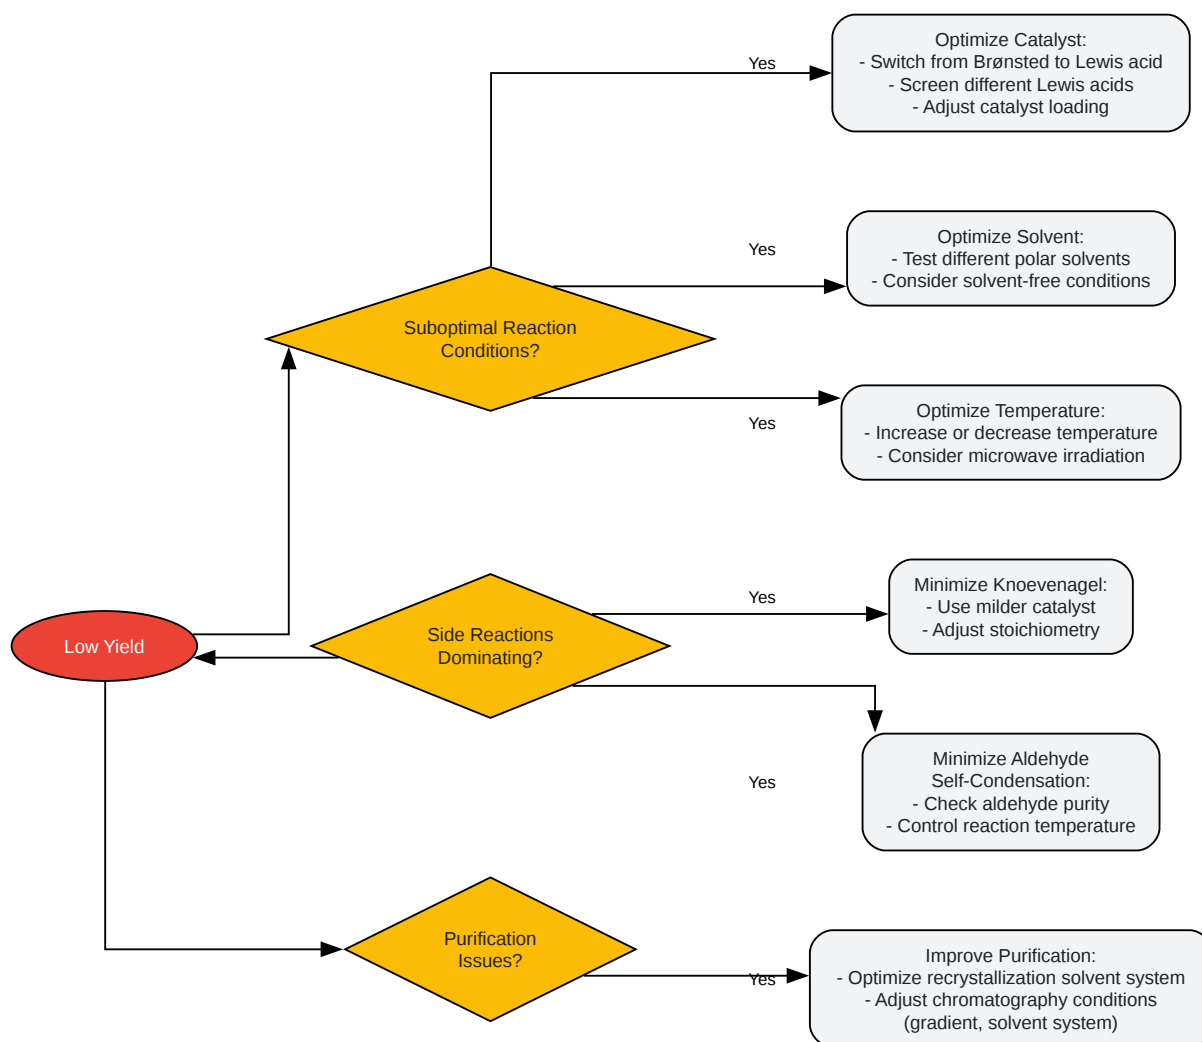 Yes
Optimize Catalyst:
- Switch from Brønsted to Lewis acid
- Screen different Lewis acids
- Adjust catalyst loading
Yes
Optimize Solvent:
- Test different polar solvents
- Consider solvent-free conditions
Suboptimal Reaction
Conditions?
Yes
Optimize Temperature:
- Increase or decrease temperature
- Consider microwave irradiation
Low Yield
Side Reactions
Dominating?
Yes
Minimize Knoevenagel:
- Use milder catalyst
- Adjust stoichiometry
Yes
Minimize Aldehyde
Self-Condensation:
- Check aldehyde purity
- Control reaction temperature
Purification
Issues?
Yes
Improve Purification:
- Optimize recrystallization solvent system
- Adjust chromatography conditions
(gradient, solvent system)